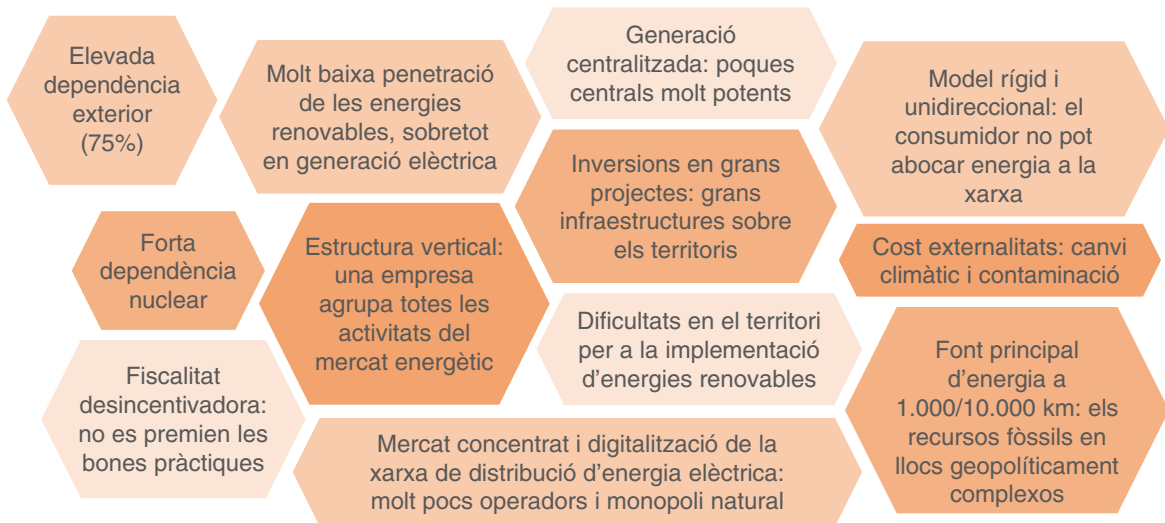 Elevada
dependència
exterior
(75%)
Molt baixa penetració
de les energies
renovables, sobretot
en generació elèctrica
Generació
centralitzada: poques
centrals molt potents
Model rígid i
unidireccional: el
consumidor no pot
abocar energia a la
xarxa
Inversions en grans
projectes: grans
infraestructures sobre
els territoris
Forta
dependència
nuclear
Estructura vertical:
una empresa
agrupa totes les
activitats del
mercat energètic
Cost externalitats: canvi
climàtic i contaminació
Dificultats en el territori
per a la implementació
d’energies renovables
Fiscalitat
desincentivadora:
no es premien les
bones pràctiques
Font principal
d’energia a
1.000/10.000 km: els
recursos fòssils en
llocs geopolíticament
complexos
Mercat concentrat i digitalització de la
xarxa de distribució d’energia elèctrica:
molt pocs operadors i monopoli natural